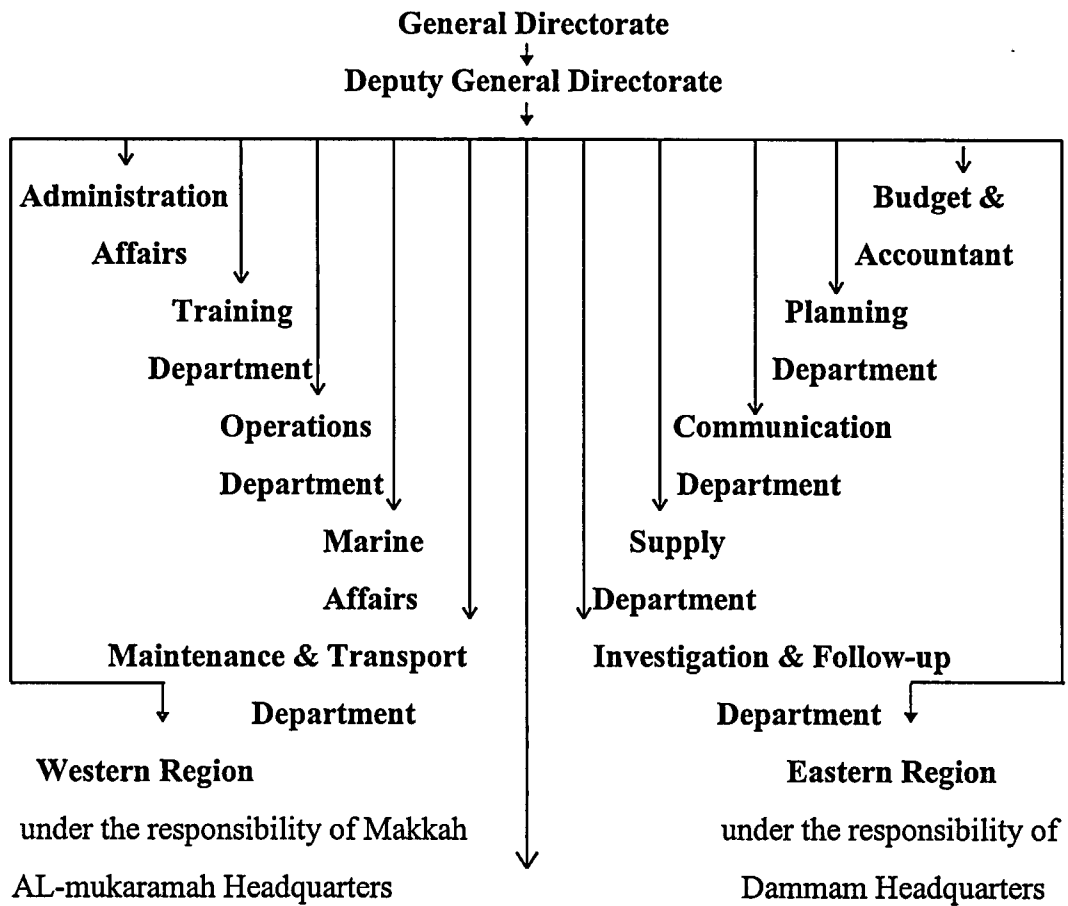 General Directorate
Deputy General Directorate
Administration
Affairs
Budget &
Accountant
Training
Department
Planning
Department
Operations
Department
Communication
Department
Marine
Affairs
Supply
Department
Maintenance & Transport
Department
Investigation & Follow-up
Department
Western Region
under the responsibility of Makkah
AL-mukaramah Headquarters
Eastern Region
under the responsibility of
Dammam Headquarters